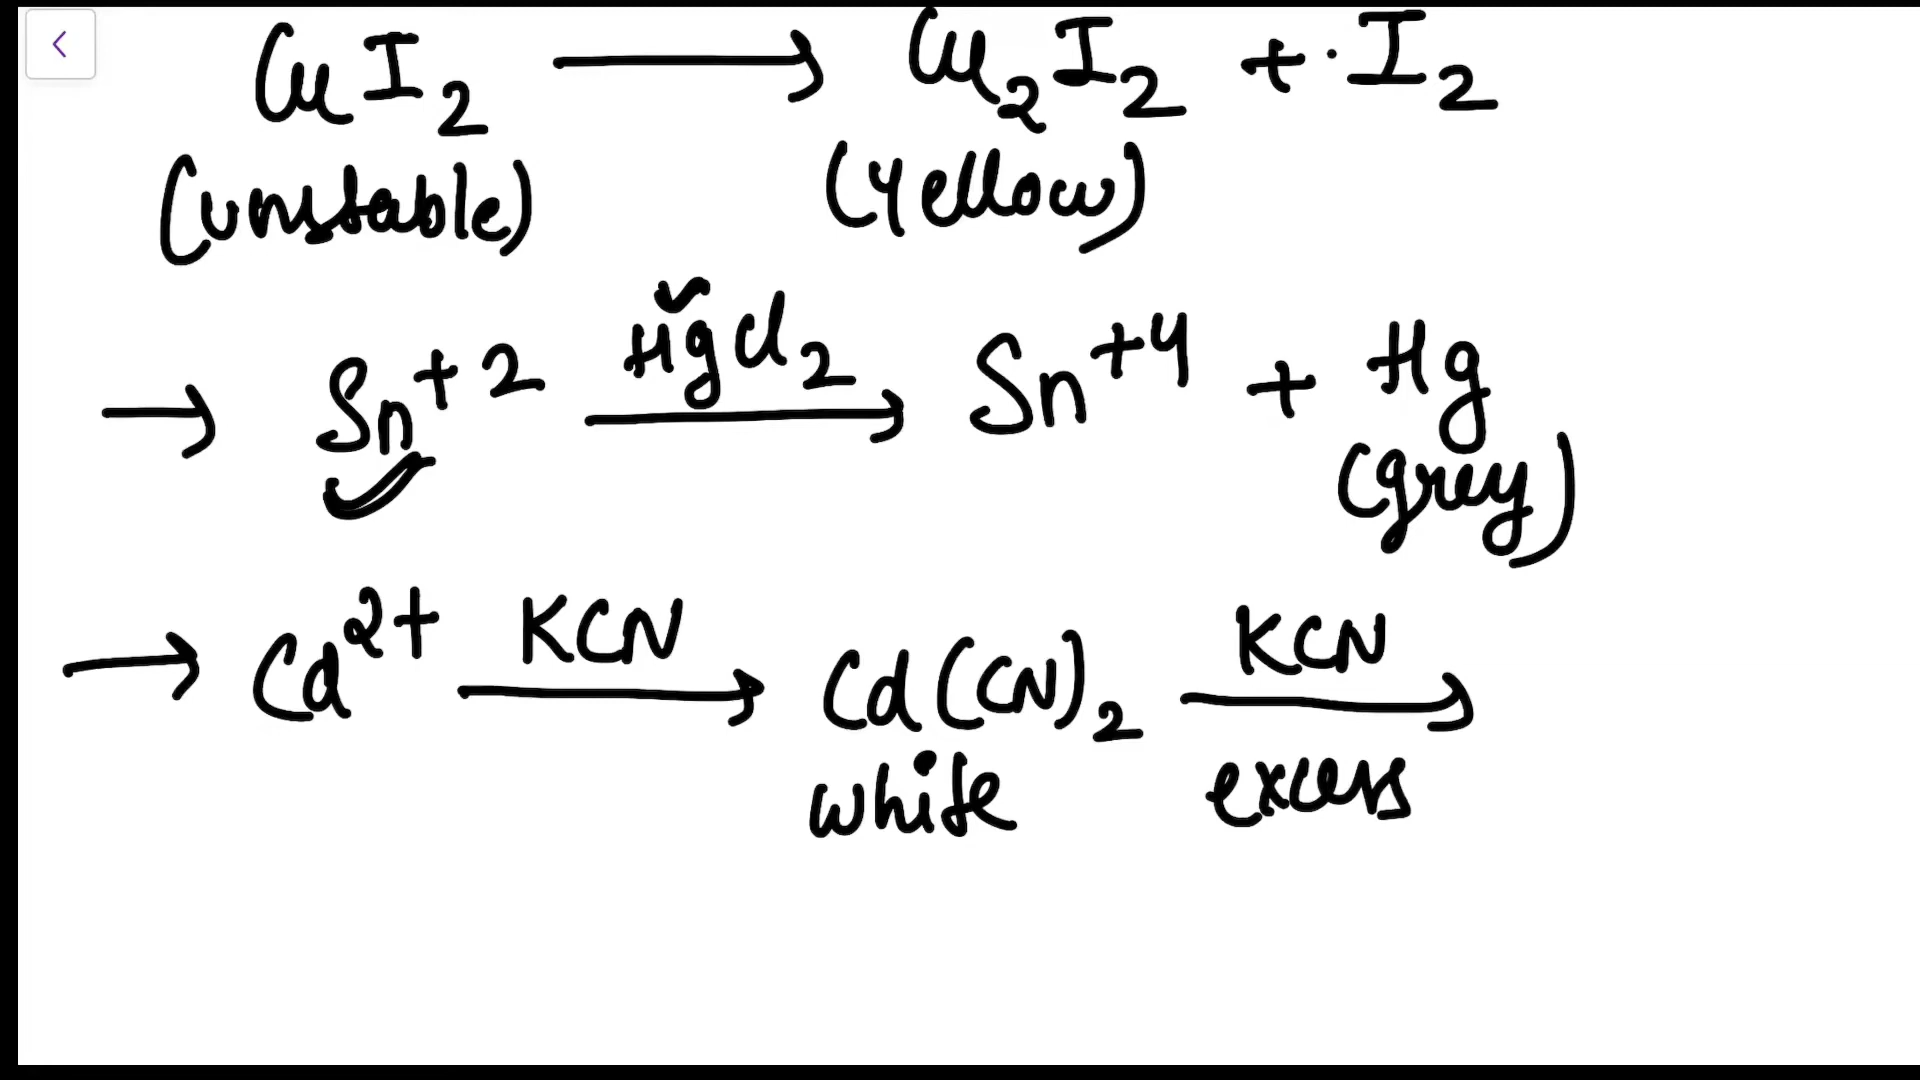 CuI₂ ⟶ Cu₂I₂ + · I₂
(unstable) (Yellow)
→ Sn⁺² HgCl₂ ⟶ Sn⁺⁴ + Hg
(grey)
→ Cd²⁺ KCN ⟶ Cd(CN)₂ KCN ⟶
white excess